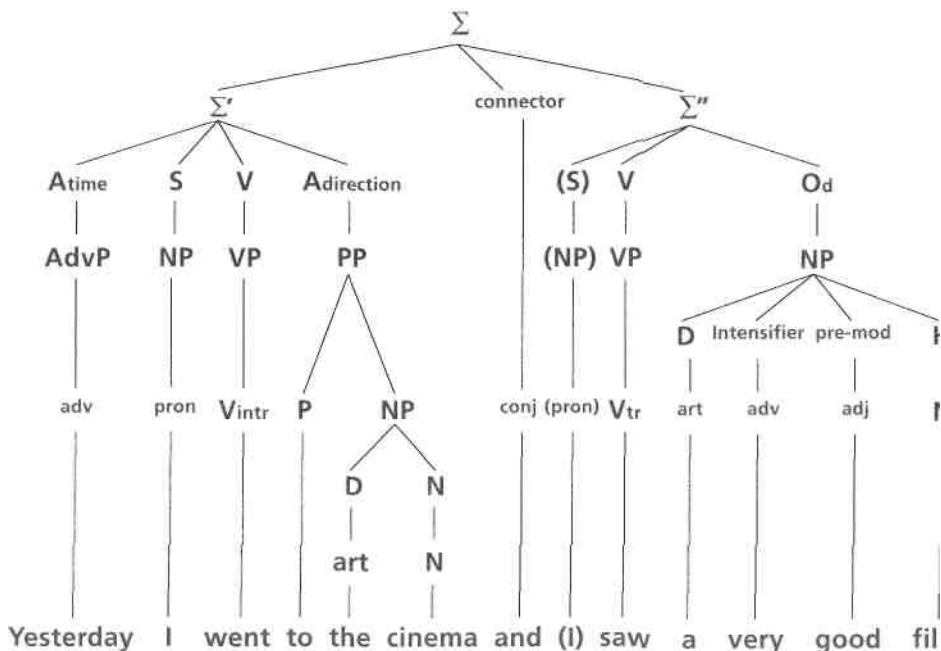 Σ
Σ′ connector Σ″
Atime S V Adirection (S) V Od
AdvP NP VP PP (NP) VP NP
D Intensifier pre-mod
adv pron Vintr P NP conj (pron) Vtr art adv adj
D N
art N
Yesterday I went to the cinema and (I) saw a very good fil